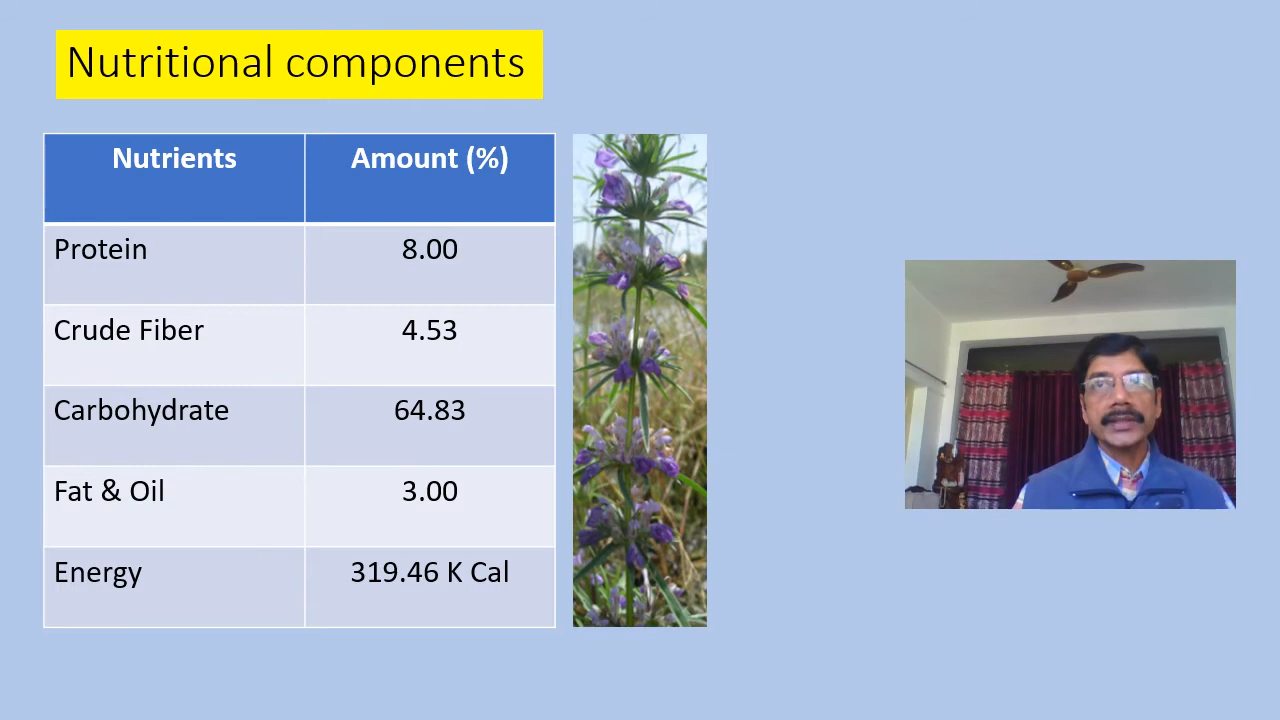 Nutritional components
Nutrients Amount (%)
Protein 8.00
Crude Fiber 4.53
Carbohydrate 64.83
Fat & Oil 3.00
Energy 319.46 K Cal